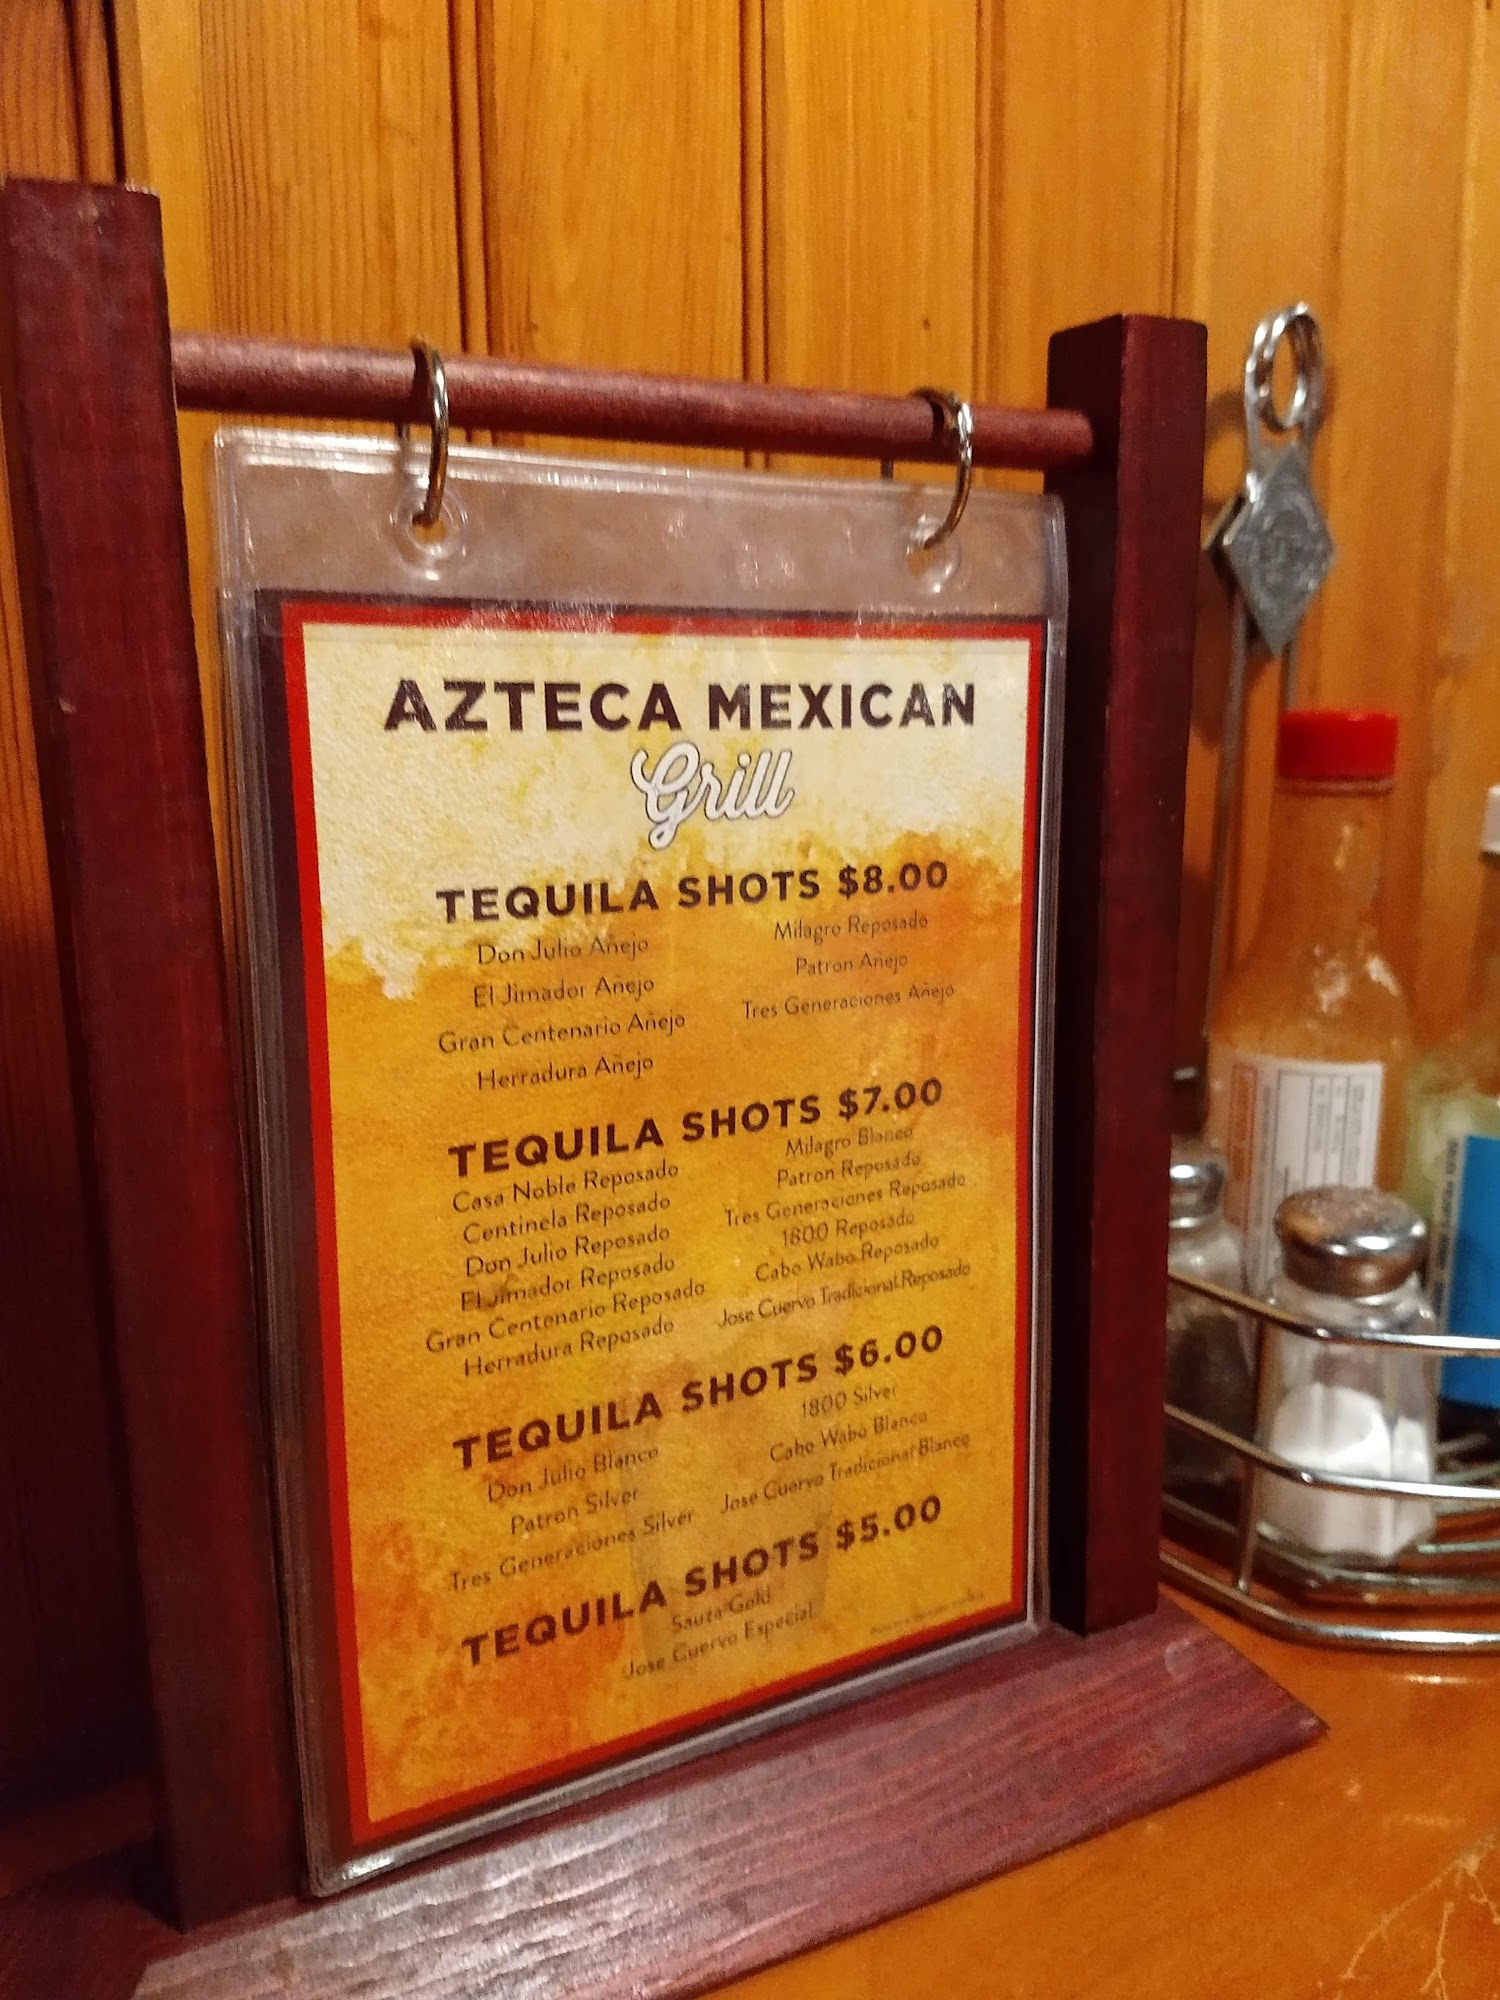 AZTECA MEXICAN
Grill
TEQUILA SHOTS $8.00
Don Julio Añejo
El Jimador Añejo
Gran Centenario Añejo
Herradura Añejo
Milagro Reposado
Patron Añejo
Tres Generaciones Añejo
TEQUILA SHOTS $7.00
Casa Noble Reposado
Centinela Reposado
Don Julio Reposado
El Jimador Reposado
Gran Centenario Reposado
Herradura Reposado
Milagro Blanco
Patron Reposado
Tres Generaciones Reposado
1800 Reposado
Cabo Wabo Reposado
Jose Cuervo Tradicional Reposado
TEQUILA SHOTS $6.00
Don Julio Blanco
Patron Silver
Tres Generaciones Silver
1800 Silver
Cabo Wabo Blanco
Jose Cuervo Tradicional Blanco
TEQUILA SHOTS $5.00
Sauza Gold
Jose Cuervo Especial